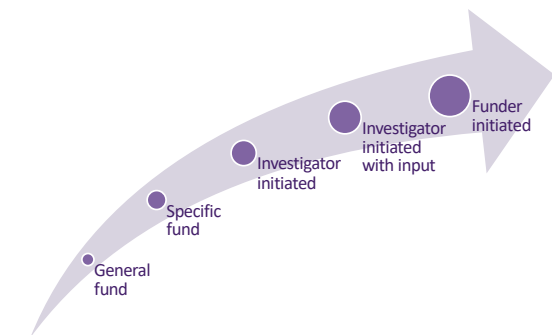 General
fund
Specific
fund
Investigator
initiated
Investigator
initiated
with input
Funder
initiated